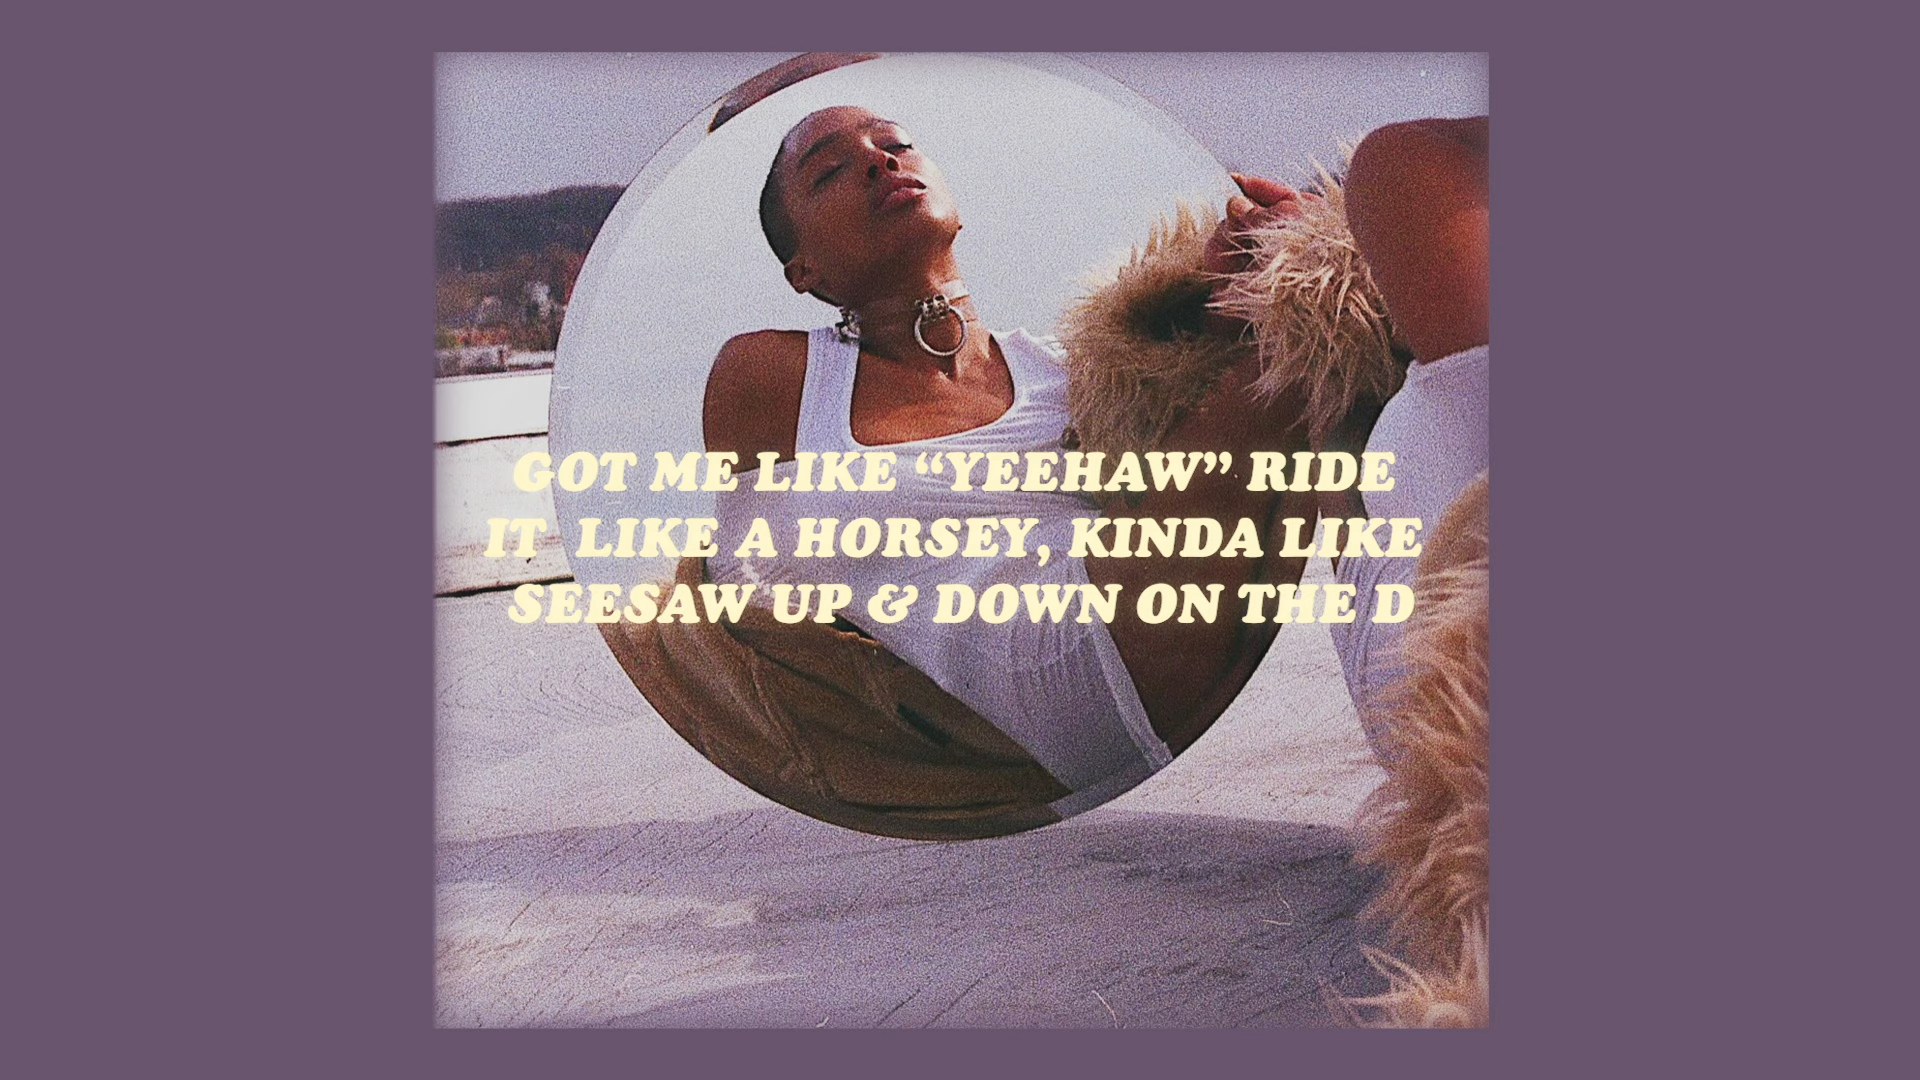 GOT ME LIKE “YEEHAW” RIDE
IT LIKE A HORSEY, KINDA LIKE
SEESAW UP & DOWN ON THE D